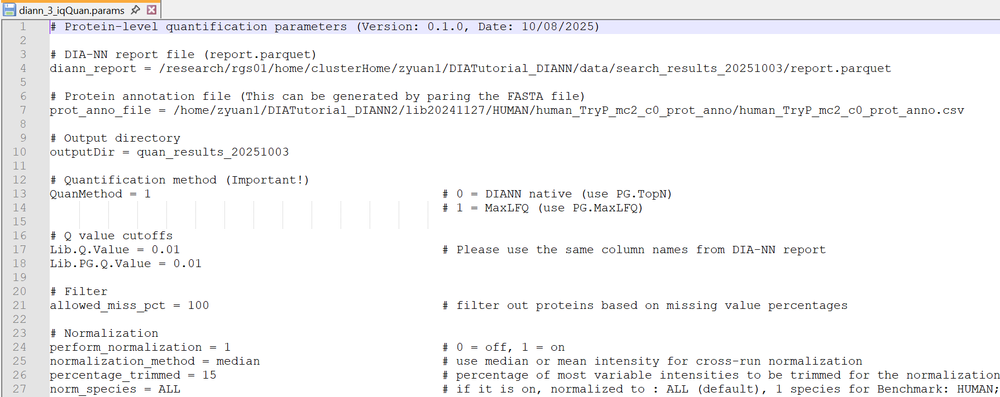 diann_3_iqQuan.params
1 # Protein-level quantification parameters (Version: 0.1.0, Date: 10/08/2025)
2
3 # DIA-NN report file (report.parquet)
4 diann_report = /research/rgs01/home/clusterHome/zyuan1/DIATutorial_DIANN/data/search_results_20251003/report.parquet
5
6 # Protein annotation file (This can be generated by paring the FASTA file)
7 prot_anno_file = /home/zyuan1/DIATutorial_DIANN2/lib20241127/HUMAN/human_TryP_mc2_c0_prot_anno/human_TryP_mc2_c0_prot_anno.csv
8
9 # Output directory
10 outputDir = quan_results_20251003
11
12 # Quantification method (Important!)
13 QuanMethod = 1 # 0 = DIANN native (use PG.TopN)
14 # 1 = MaxLFQ (use PG.MaxLFQ)
15
16 # Q value cutoffs
17 Lib.Q.Value = 0.01 # Please use the same column names from DIA-NN report
18 Lib.PG.Q.Value = 0.01
19
20 # Filter
21 allowed_miss_pct = 100 # filter out proteins based on missing value percentages
22
23 # Normalization
24 perform_normalization = 1 # 0 = off, 1 = on
25 normalization_method = median # use median or mean intensity for cross-run normalization
26 percentage_trimmed = 15 # percentage of most variable intensities to be trimmed for the normalization
27 norm_species = ALL # if it is on, normalized to : ALL (default), 1 species for Benchmark: HUMAN;